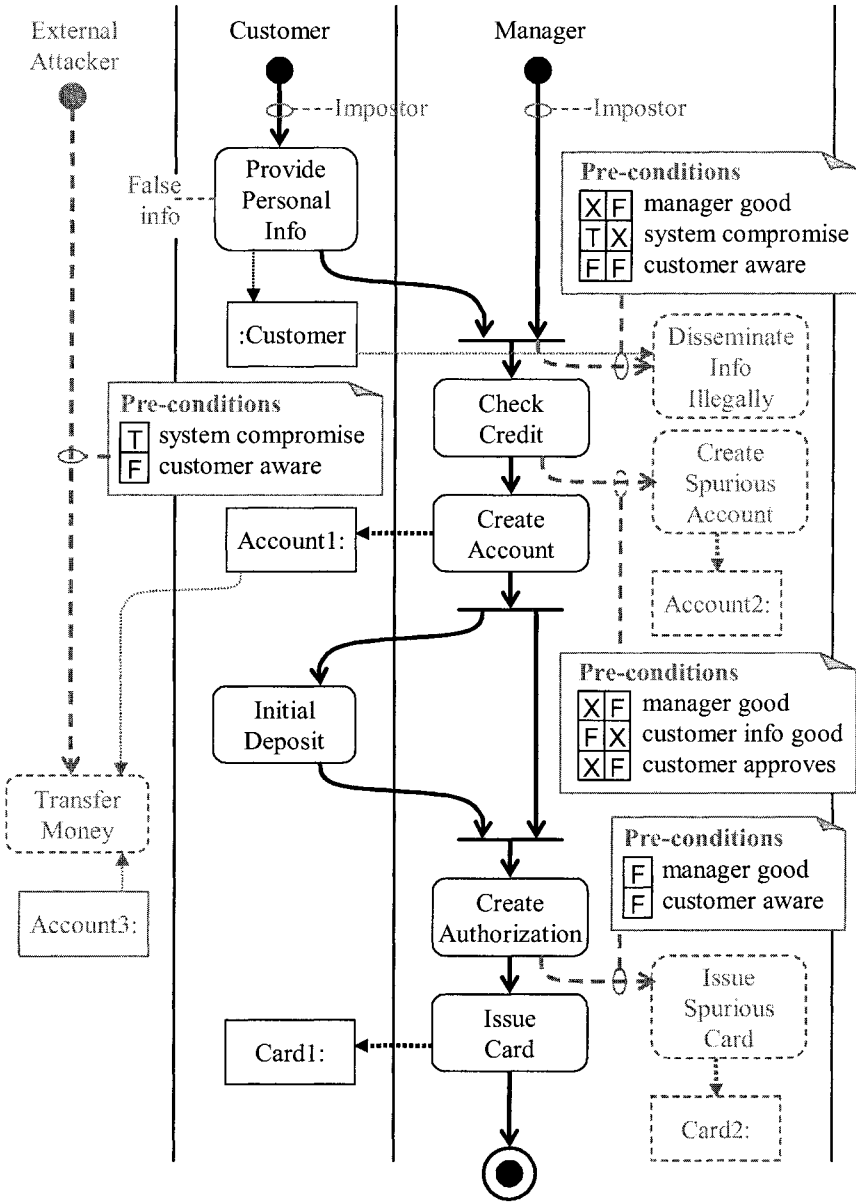 External
Attacker
Customer
Manager
Impostor
Impostor
Provide
Personal
Info
False
info
Pre-conditions
X F manager good
T X system compromise
F F customer aware
:Customer
Disseminate
Info
Illegally
Pre-conditions
T system compromise
F customer aware
Check
Credit
Create
Spurious
Account
Account1:
Create
Account
Account2:
Pre-conditions
X F manager good
F X customer info good
X F customer approves
Initial
Deposit
Transfer
Money
Pre-conditions
F manager good
F customer aware
Account3:
Create
Authorization
Issue
Spurious
Card
Card1:
Issue
Card
Card2: